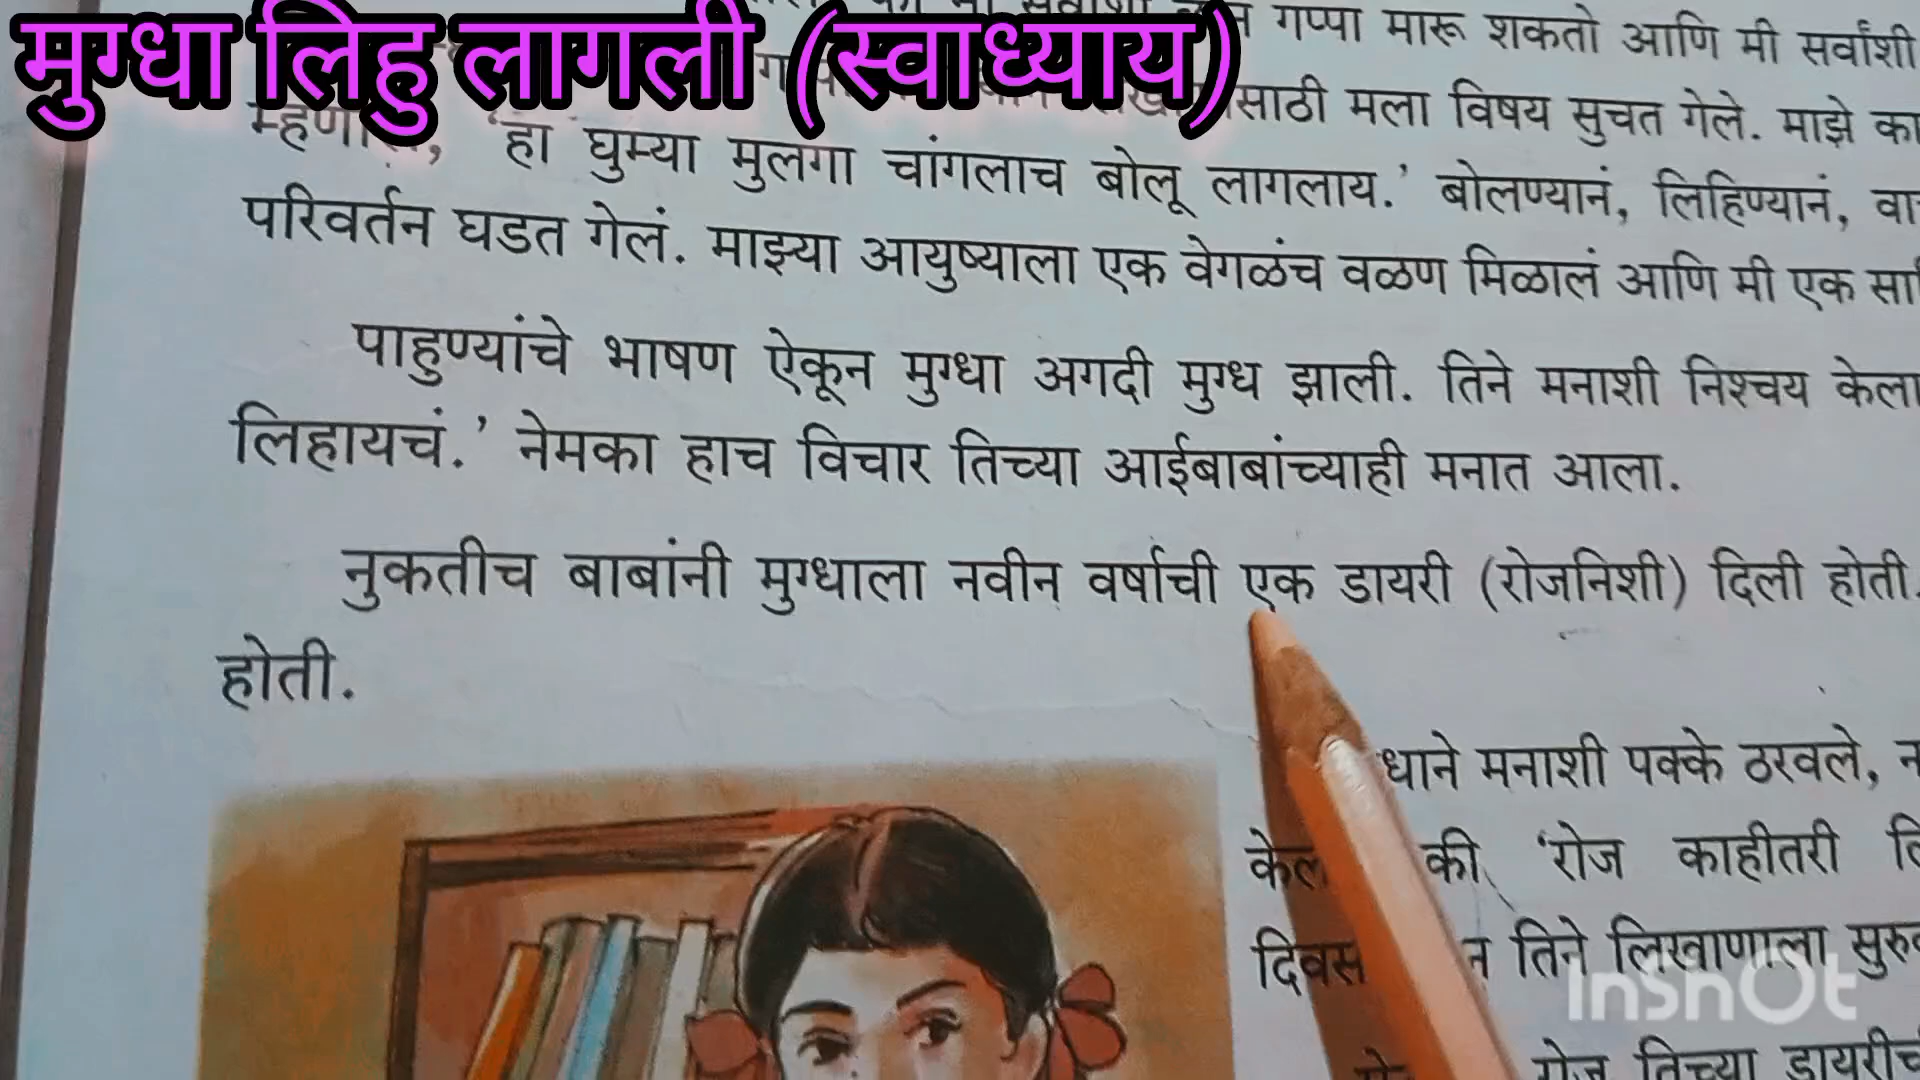 मुग्धा लिहु लागली (स्वाध्याय)
गप्पा मारू शकतो आणि मी सर्वांशी
मला विषय सुचत गेले. माझे
'हा घुम्या मुलगा चांगलाच बोलू लागलाय.' बोलण्यानं, लिहिण्यानं,
परिवर्तन घडत गेलं. माझ्या आयुष्याला एक वेगळंच वळण मिळालं आणि मी एक
पाहुण्यांचे भाषण ऐकून मुग्धा अगदी मुग्ध झाली. तिने मनाशी निश्चय केला
लिहायचं.' नेमका हाच विचार तिच्या आईबाबांच्याही मनात आला.
नुकतीच बाबांनी मुग्धाला नवीन वर्षाची एक डायरी (रोजनिशी) दिली होती.
होती.
मनाशी पक्के ठरवले,
की, 'रोज काहीतरी
दिवस तिने लिखाणाला
रोज तिच्या
InShOt